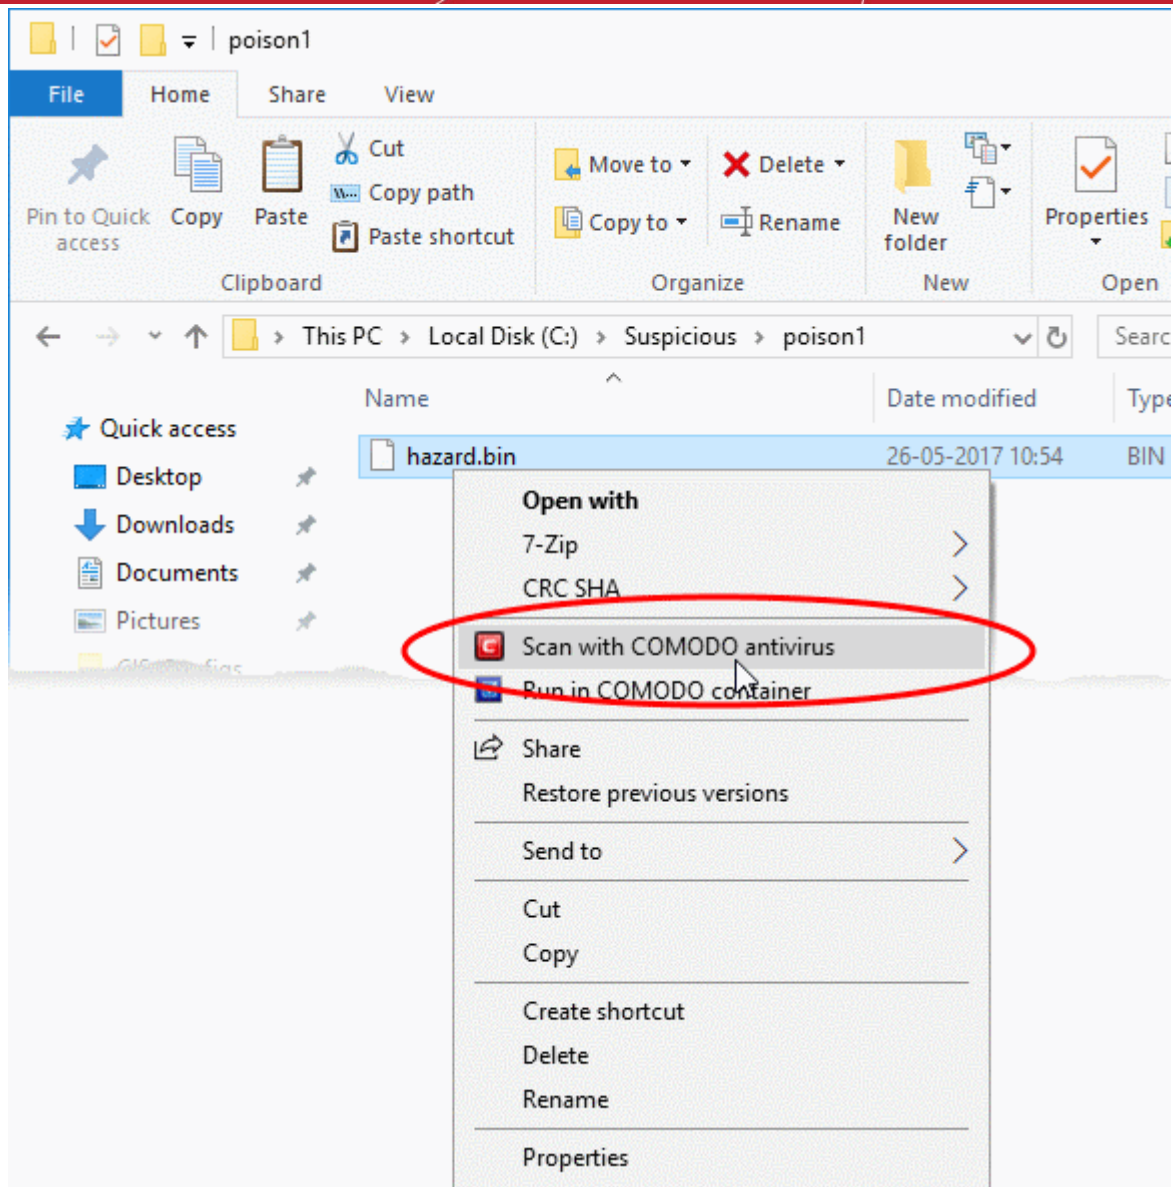 poison1
File Home Share View
Pin to Quick access
Copy
Paste
Cut
Copy path
Paste shortcut
Move to
Copy to
Delete
Rename
New folder
Properties
Clipboard Organize New Open
This PC > Local Disk (C:) > Suspicious > poison1
Searc
Name Date modified Type
Quick access
Desktop
Downloads
Documents
Pictures
hazard.bin 26-05-2017 10:54 BIN
Open with
7-Zip
CRC SHA
Scan with COMODO antivirus
Run in COMODO container
Share
Restore previous versions
Send to
Cut
Copy
Create shortcut
Delete
Rename
Properties